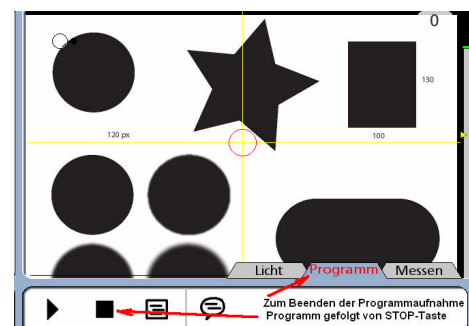 0
130
120 px
100
Licht
Programm
Messen
Zum Beenden der Programmaufnahme
Programm gefolgt von STOP-Taste